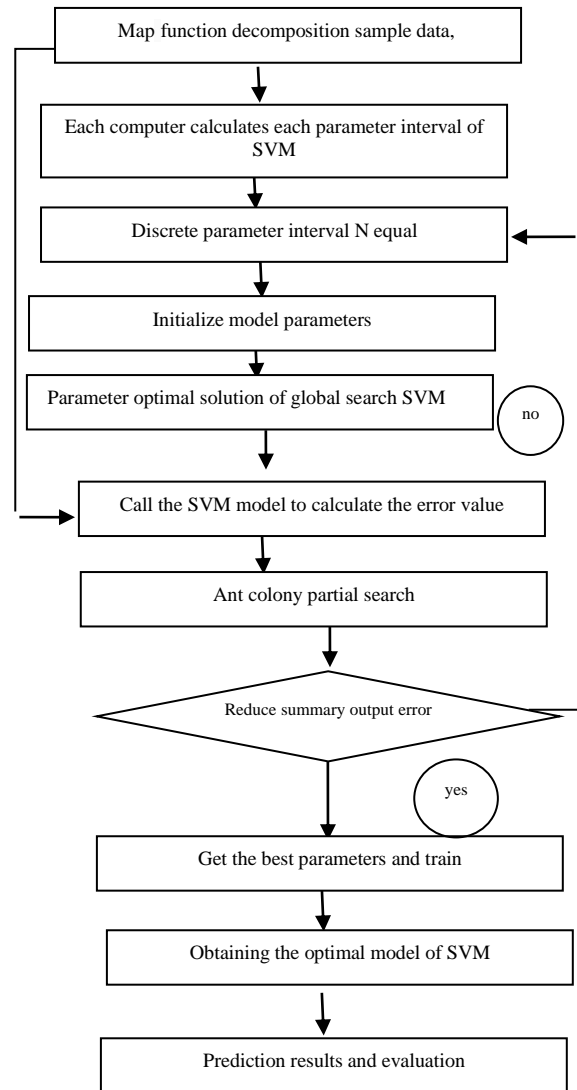 Map function decomposition sample data,
Each computer calculates each parameter interval of
SVM
Discrete parameter interval N equal
Initialize model parameters
Parameter optimal solution of global search SVM
no
Call the SVM model to calculate the error value
Ant colony partial search
Reduce summary output error
yes
Get the best parameters and train
Obtaining the optimal model of SVM
Prediction results and evaluation